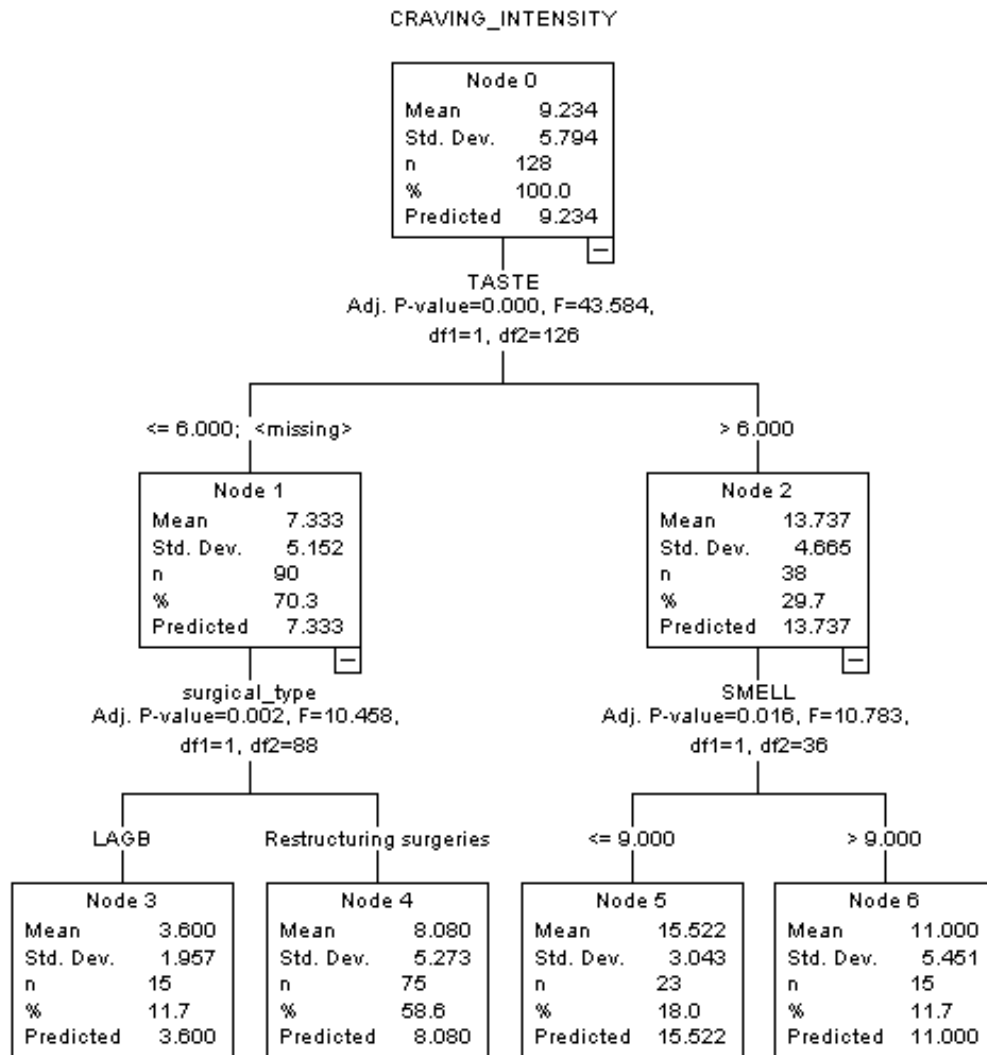 CRAVING_INTENSITY
Node 0
Mean 9.234
Std. Dev. 5.794
n 128
% 100.0
Predicted 9.234
TASTE
Adj. P-value=0.000, F=43.584,
df1=1, df2=126
<= 6.000; <missing>
> 6.000
Node 1
Mean 7.333
Std. Dev. 5.152
n 90
% 70.3
Predicted 7.333
Node 2
Mean 13.737
Std. Dev. 4.665
n 38
% 29.7
Predicted 13.737
surgical_type
Adj. P-value=0.002, F=10.458,
df1=1, df2=88
SMELL
Adj. P-value=0.016, F=10.783,
df1=1, df2=36
LAGB
Restructuring surgeries
<= 9.000
> 9.000
Node 3
Mean 3.600
Std. Dev. 1.957
n 15
% 11.7
Predicted 3.600
Node 4
Mean 8.080
Std. Dev. 5.273
n 75
% 58.6
Predicted 8.080
Node 5
Mean 15.522
Std. Dev. 3.043
n 23
% 18.0
Predicted 15.522
Node 6
Mean 11.000
Std. Dev. 5.451
n 15
% 11.7
Predicted 11.000